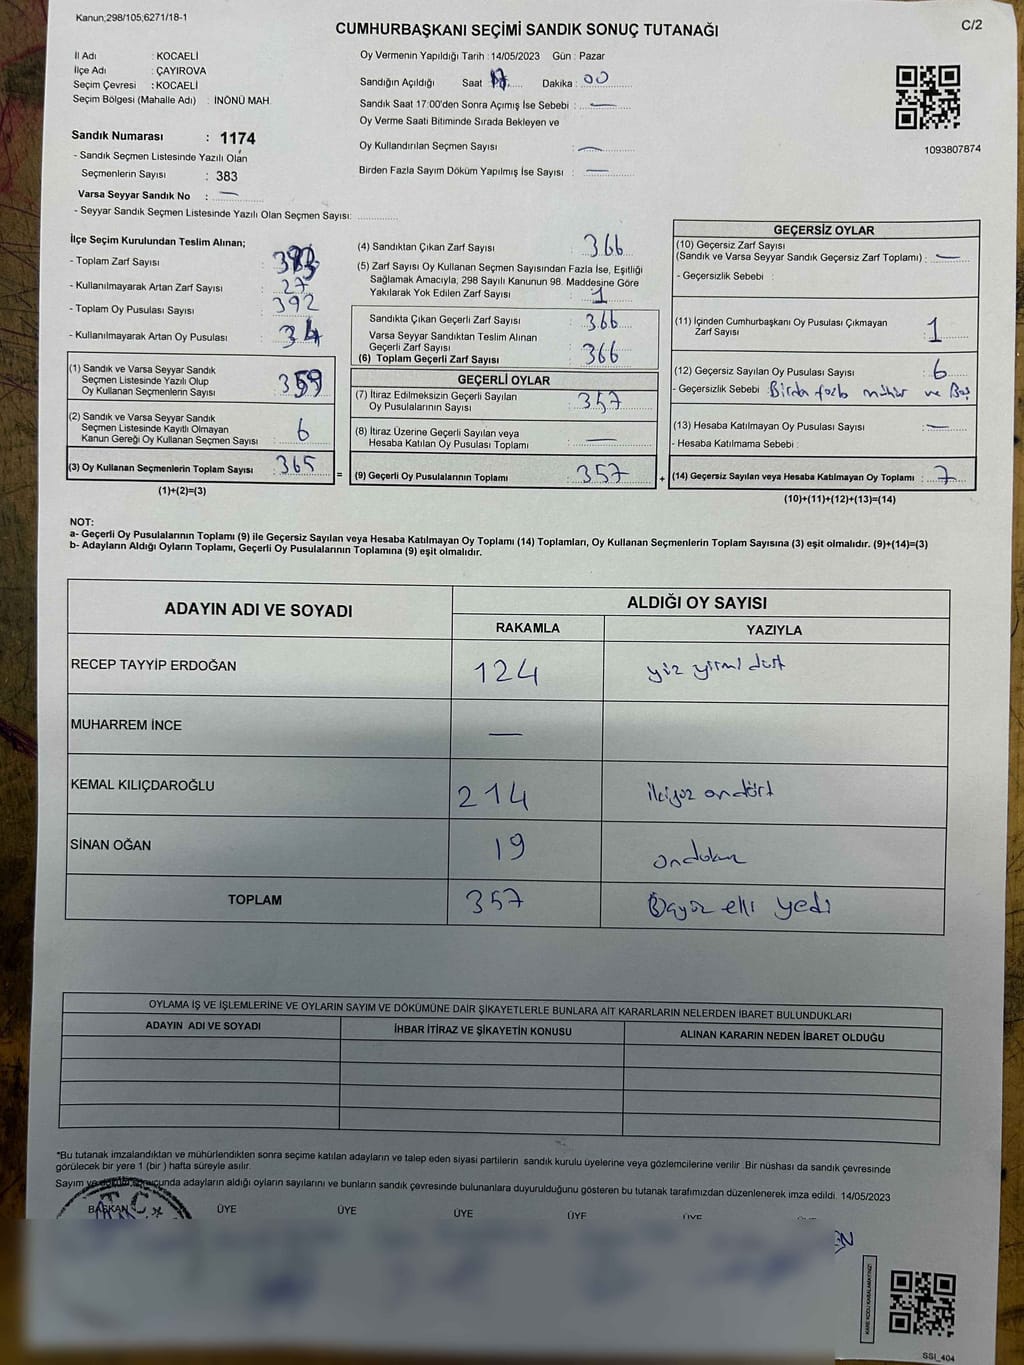 Kanun,298/105,6271/18-1
C/2
CUMHURBAŞKANI SEÇİMİ SANDIK SONUÇ TUTANAĞI
İl Adı : KOCAELİ
İlçe Adı : ÇAYIROVA
Seçim Çevresi : KOCAELİ
Seçim Bölgesi (Mahalle Adı) : İNÖNÜ MAH.
Sandık Numarası : 1174
- Sandık Seçmen Listesinde Yazılı Olan
Seçmenlerin Sayısı : 383
Varsa Seyyar Sandık No : —
- Seyyar Sandık Seçmen Listesinde Yazılı Olan Seçmen Sayısı: ..............
Oy Vermenin Yapıldığı Tarih :14/05/2023 Gün : Pazar
Sandığın Açıldığı Saat Dakika : 00
Sandık Saat 17:00'den Sonra Açımış İse Sebebi : —
Oy Verme Saati Bitiminde Sırada Bekleyen ve
Oy Kullandırılan Seçmen Sayısı : —
Birden Fazla Sayım Döküm Yapılmış İse Sayısı : —
1093807874
İlçe Seçim Kurulundan Teslim Alınan;
- Toplam Zarf Sayısı :
- Kullanılmayarak Artan Zarf Sayısı : 27
- Toplam Oy Pusulası Sayısı : 392
- Kullanılmayarak Artan Oy Pusulası : 34
(1) Sandık ve Varsa Seyyar Sandık
Seçmen Listesinde Yazılı Olup
Oy Kullanan Seçmenlerin Sayısı : 359
(2) Sandık ve Varsa Seyyar Sandık
Seçmen Listesinde Kayıtlı Olmayan
Kanun Gereği Oy Kullanan Seçmen Sayısı : 6
(3) Oy Kullanan Seçmenlerin Toplam Sayısı : 365
(1)+(2)=(3)
=
(4) Sandıktan Çıkan Zarf Sayısı : 366
(5) Zarf Sayısı Oy Kullanan Seçmen Sayısından Fazla İse, Eşitliği
Sağlamak Amacıyla, 298 Sayılı Kanunun 98. Maddesine Göre
Yakılarak Yok Edilen Zarf Sayısı : 1
Sandıkta Çıkan Geçerli Zarf Sayısı : 366
Varsa Seyyar Sandıktan Teslim Alınan
Geçerli Zarf Sayısı
(6) Toplam Geçerli Zarf Sayısı : 366
GEÇERLİ OYLAR
(7) İtiraz Edilmeksizin Geçerli Sayılan
Oy Pusulalarının Sayısı : 357
(8) İtiraz Üzerine Geçerli Sayılan veya
Hesaba Katılan Oy Pusulası Toplamı : —
(9) Geçerli Oy Pusulalarının Toplamı : 357
+
GEÇERSİZ OYLAR
(10) Geçersiz Zarf Sayısı
(Sandık ve Varsa Seyyar Sandık Geçersiz Zarf Toplamı) : —
- Geçersizlik Sebebi :
(11) İçinden Cumhurbaşkanı Oy Pusulası Çıkmayan
Zarf Sayısı : 1
(12) Geçersiz Sayılan Oy Pusulası Sayısı : 6
- Geçersizlik Sebebi : Birden fazla mühür ve Boş
(13) Hesaba Katılmayan Oy Pusulası Sayısı : —
- Hesaba Katılmama Sebebi :
(14) Geçersiz Sayılan veya Hesaba Katılmayan Oy Toplamı : 7
(10)+(11)+(12)+(13)=(14)
NOT:
a- Geçerli Oy Pusulalarının Toplamı (9) ile Geçersiz Sayılan veya Hesaba Katılmayan Oy Toplamı (14) Toplamları, Oy Kullanan Seçmenlerin Toplam Sayısına (3) eşit olmalıdır. (9)+(14)=(3)
b- Adayların Aldığı Oyların Toplamı, Geçerli Oy Pusulalarının Toplamına (9) eşit olmalıdır.
ADAYIN ADI VE SOYADI ALDIĞI OY SAYISI
RAKAMLA YAZIYLA
RECEP TAYYİP ERDOĞAN 124 yüz yirmi dört
MUHARREM İNCE —
KEMAL KILIÇDAROĞLU 214 ikiyüz ondört
SİNAN OĞAN 19 ondokuz
TOPLAM 357 üçyüz elli yedi
OYLAMA İŞ VE İŞLEMLERİNE VE OYLARIN SAYIM VE DÖKÜMÜNE DAİR ŞİKAYETLERLE BUNLARA AİT KARARLARIN NELERDEN İBARET BULUNDUKLARI
ADAYIN ADI VE SOYADI İHBAR İTİRAZ VE ŞİKAYETİN KONUSU ALINAN KARARIN NEDEN İBARET OLDUĞU
*Bu tutanak imzalandıktan ve mühürlendikten sonra seçime katılan adayların ve talep eden siyasi partilerin sandık kurulu üyelerine veya gözlemcilerine verilir .Bir nüshası da sandık çevresinde
görülecek bir yere 1 (bir ) hafta süreyle asılır.
Sayım ve sonucunda adayların aldığı oyların sayılarını ve bunların sandık çevresinde bulunanlara duyurulduğunu gösteren bu tutanak tarafımızdan düzenlenerek imza edildi. 14/05/2023
T.C.
BAŞKAN ÜYE ÜYE ÜYE ÜYE ÜYE
KARE KODU KARALAMAYINIZ!
SSI_404